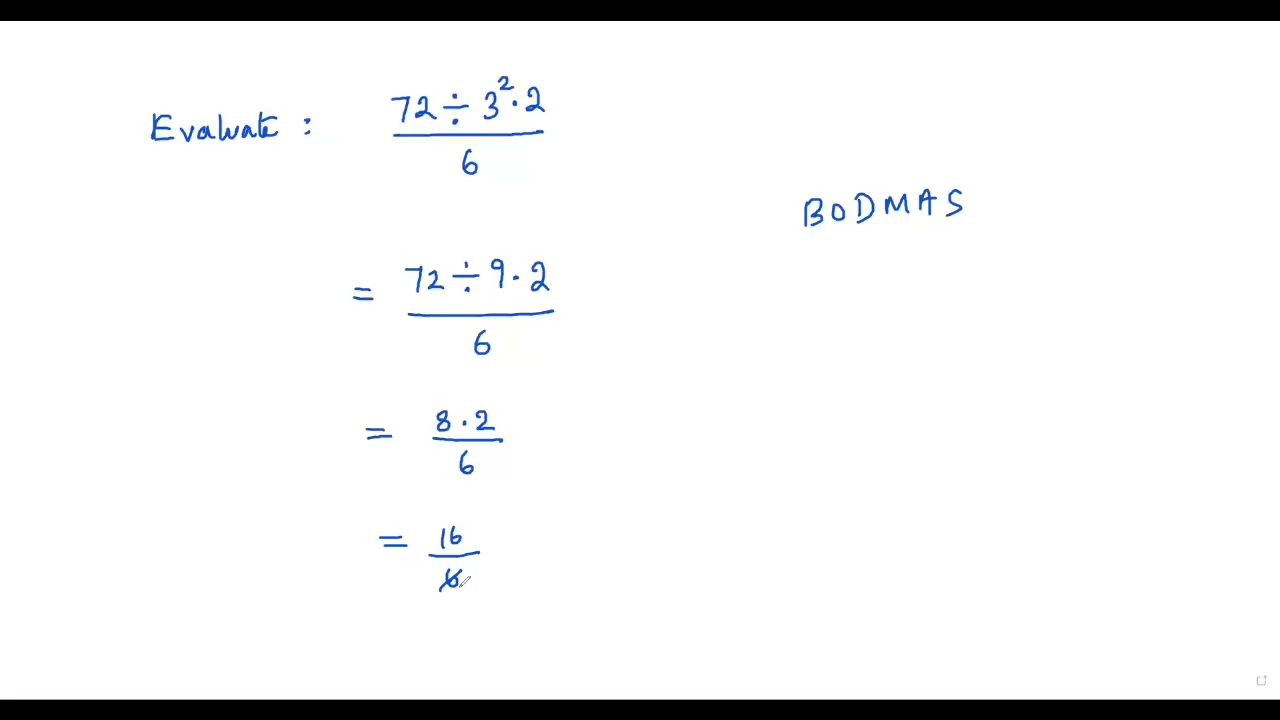 Evaluate : 72 ÷ 3² · 2
6
BODMAS
= 72 ÷ 9 · 2
6
= 8 · 2
6
= 16
6